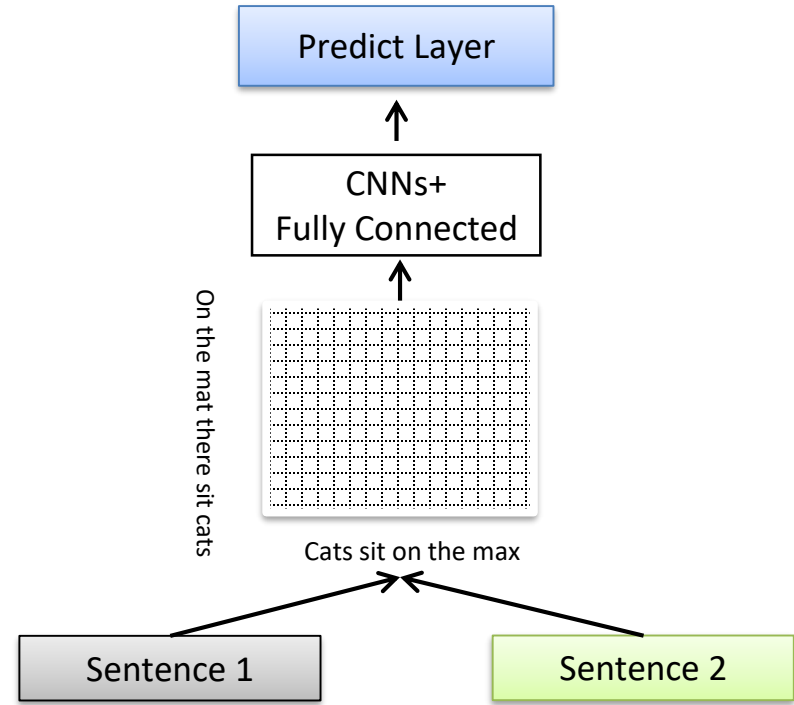 Predict Layer
CNNs+
Fully Connected
On the mat there sit cats
Cats sit on the max
Sentence 1
Sentence 2